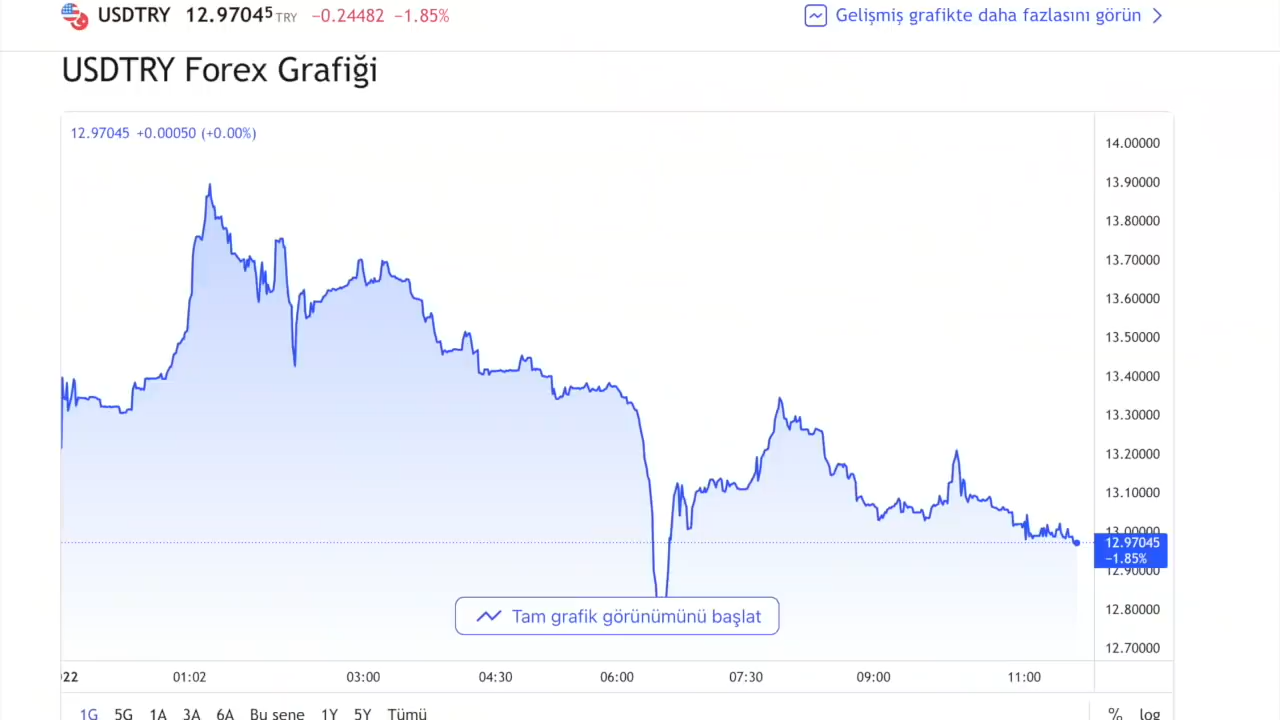 USDTRY 12.97045 TRY −0.24482 −1.85% Gelişmiş grafikte daha fazlasını görün
USDTRY Forex Grafiği
12.97045 +0.00050 (+0.00%)
14.00000
13.90000
13.80000
13.70000
13.60000
13.50000
13.40000
13.30000
13.20000
13.10000
13.00000
12.97045
−1.85%
12.90000
12.80000
12.70000
Tam grafik görünümünü başlat
22 01:02 03:00 04:30 06:00 07:30 09:00 11:00
1G 5G 1A 3A 6A Bu sene 1Y 5Y Tümü % log